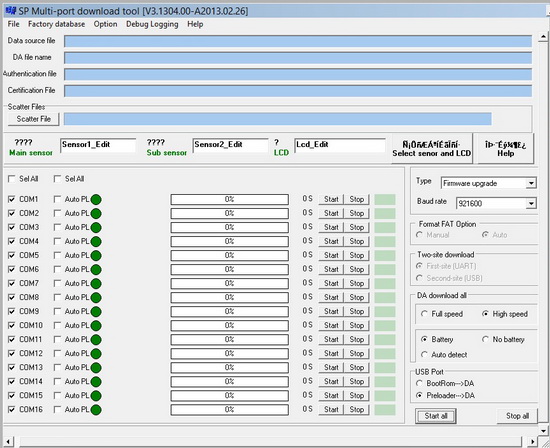 SP Multi-port download tool [V3.1304.00-A2013.02.26]
File Factory database Option Debug Logging Help
Data source file
DA file name
Authentication File
Certification File
Scatter Files
Scatter File
???? Sensor1_Edit ???? Sensor2_Edit ? Lcd_Edit
Main sensor Sub sensor LCD Select senor and LCD Help
Sel All Sel All
COM1 Auto PL 0% 0 S Start Stop
COM2 Auto PL 0% 0 S Start Stop
COM3 Auto PL 0% 0 S Start Stop
COM4 Auto PL 0% 0 S Start Stop
COM5 Auto PL 0% 0 S Start Stop
COM6 Auto PL 0% 0 S Start Stop
COM7 Auto PL 0% 0 S Start Stop
COM8 Auto PL 0% 0 S Start Stop
COM9 Auto PL 0% 0 S Start Stop
COM10 Auto PL 0% 0 S Start Stop
COM11 Auto PL 0% 0 S Start Stop
COM12 Auto PL 0% 0 S Start Stop
COM13 Auto PL 0% 0 S Start Stop
COM14 Auto PL 0% 0 S Start Stop
COM15 Auto PL 0% 0 S Start Stop
COM16 Auto PL 0% 0 S Start Stop
Type Firmware upgrade
Baud rate 921600
Format FAT Option
Manual Auto
Two-site download
First-site (UART)
Second-site (USB)
DA download all
Full speed High speed
Battery No battery
Auto detect
USB Port
BootRom--->DA
Preloader--->DA
Start all Stop all